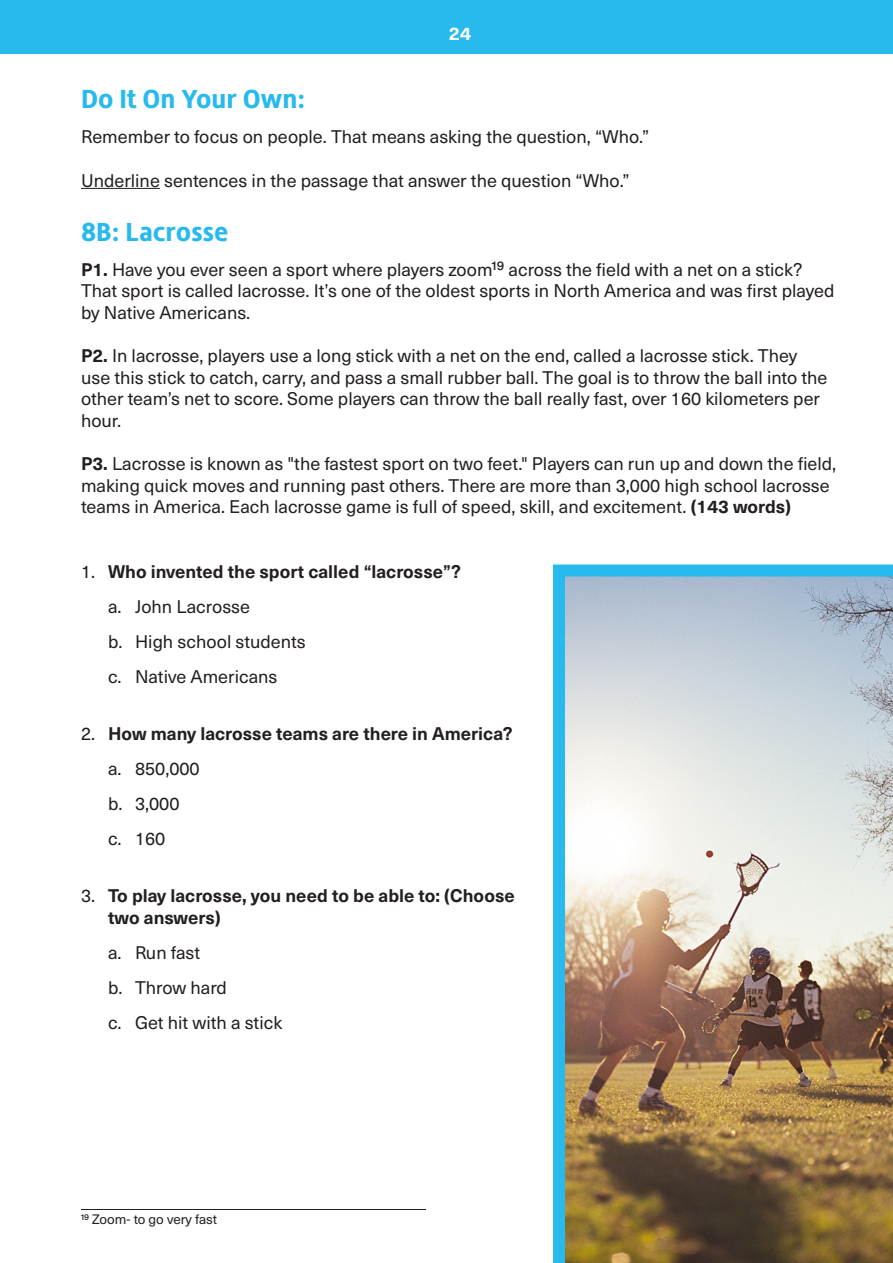 24
Do It On Your Own:
Remember to focus on people. That means asking the question, “Who.”
Underline sentences in the passage that answer the question “Who.”
8B: Lacrosse
P1. Have you ever seen a sport where players zoom¹⁹ across the field with a net on a stick?
That sport is called lacrosse. It’s one of the oldest sports in North America and was first played
by Native Americans.
P2. In lacrosse, players use a long stick with a net on the end, called a lacrosse stick. They
use this stick to catch, carry, and pass a small rubber ball. The goal is to throw the ball into the
other team’s net to score. Some players can throw the ball really fast, over 160 kilometers per
hour.
P3. Lacrosse is known as "the fastest sport on two feet." Players can run up and down the field,
making quick moves and running past others. There are more than 3,000 high school lacrosse
teams in America. Each lacrosse game is full of speed, skill, and excitement. (143 words)
1. Who invented the sport called “lacrosse”?
a. John Lacrosse
b. High school students
c. Native Americans
2. How many lacrosse teams are there in America?
a. 850,000
b. 3,000
c. 160
3. To play lacrosse, you need to be able to: (Choose
two answers)
a. Run fast
b. Throw hard
c. Get hit with a stick
¹⁹ Zoom- to go very fast